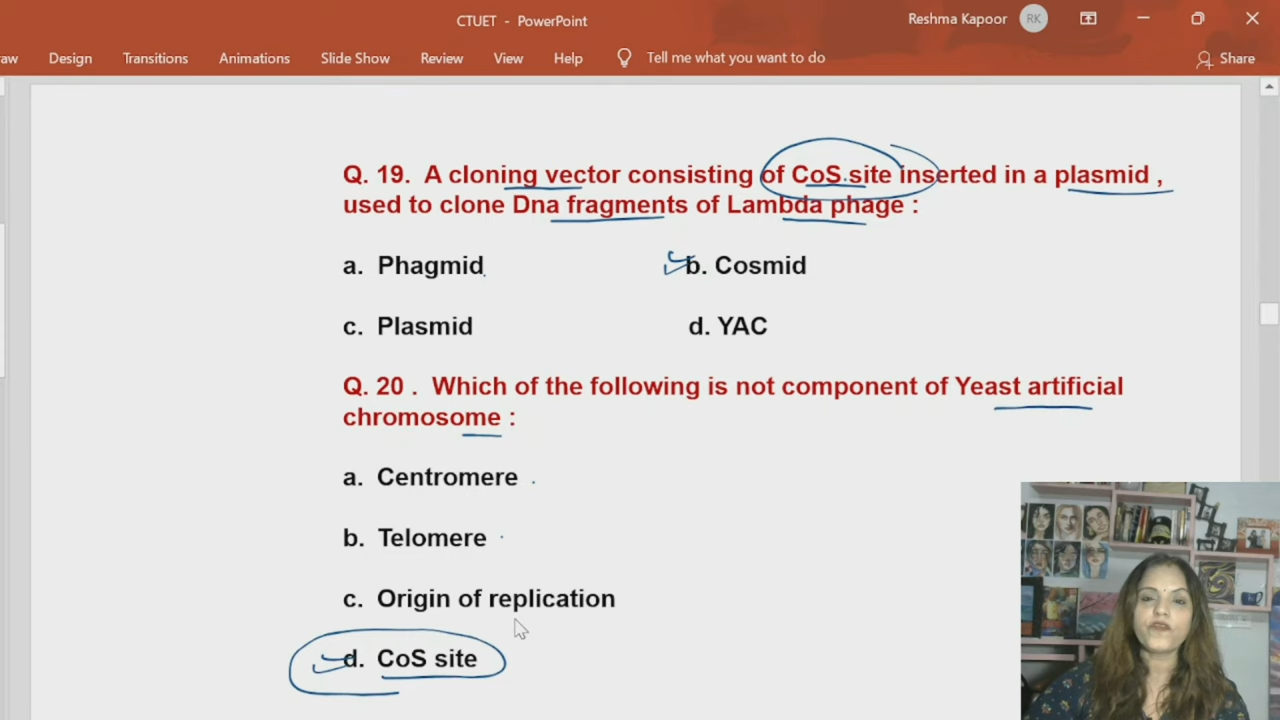 CTUET - PowerPoint
Reshma Kapoor RK
raw Design Transitions Animations Slide Show Review View Help Tell me what you want to do Share
Q. 19. A cloning vector consisting of CoS site inserted in a plasmid ,
used to clone Dna fragments of Lambda phage :
a. Phagmid b. Cosmid
c. Plasmid d. YAC
Q. 20 . Which of the following is not component of Yeast artificial
chromosome :
a. Centromere
b. Telomere
c. Origin of replication
d. CoS site